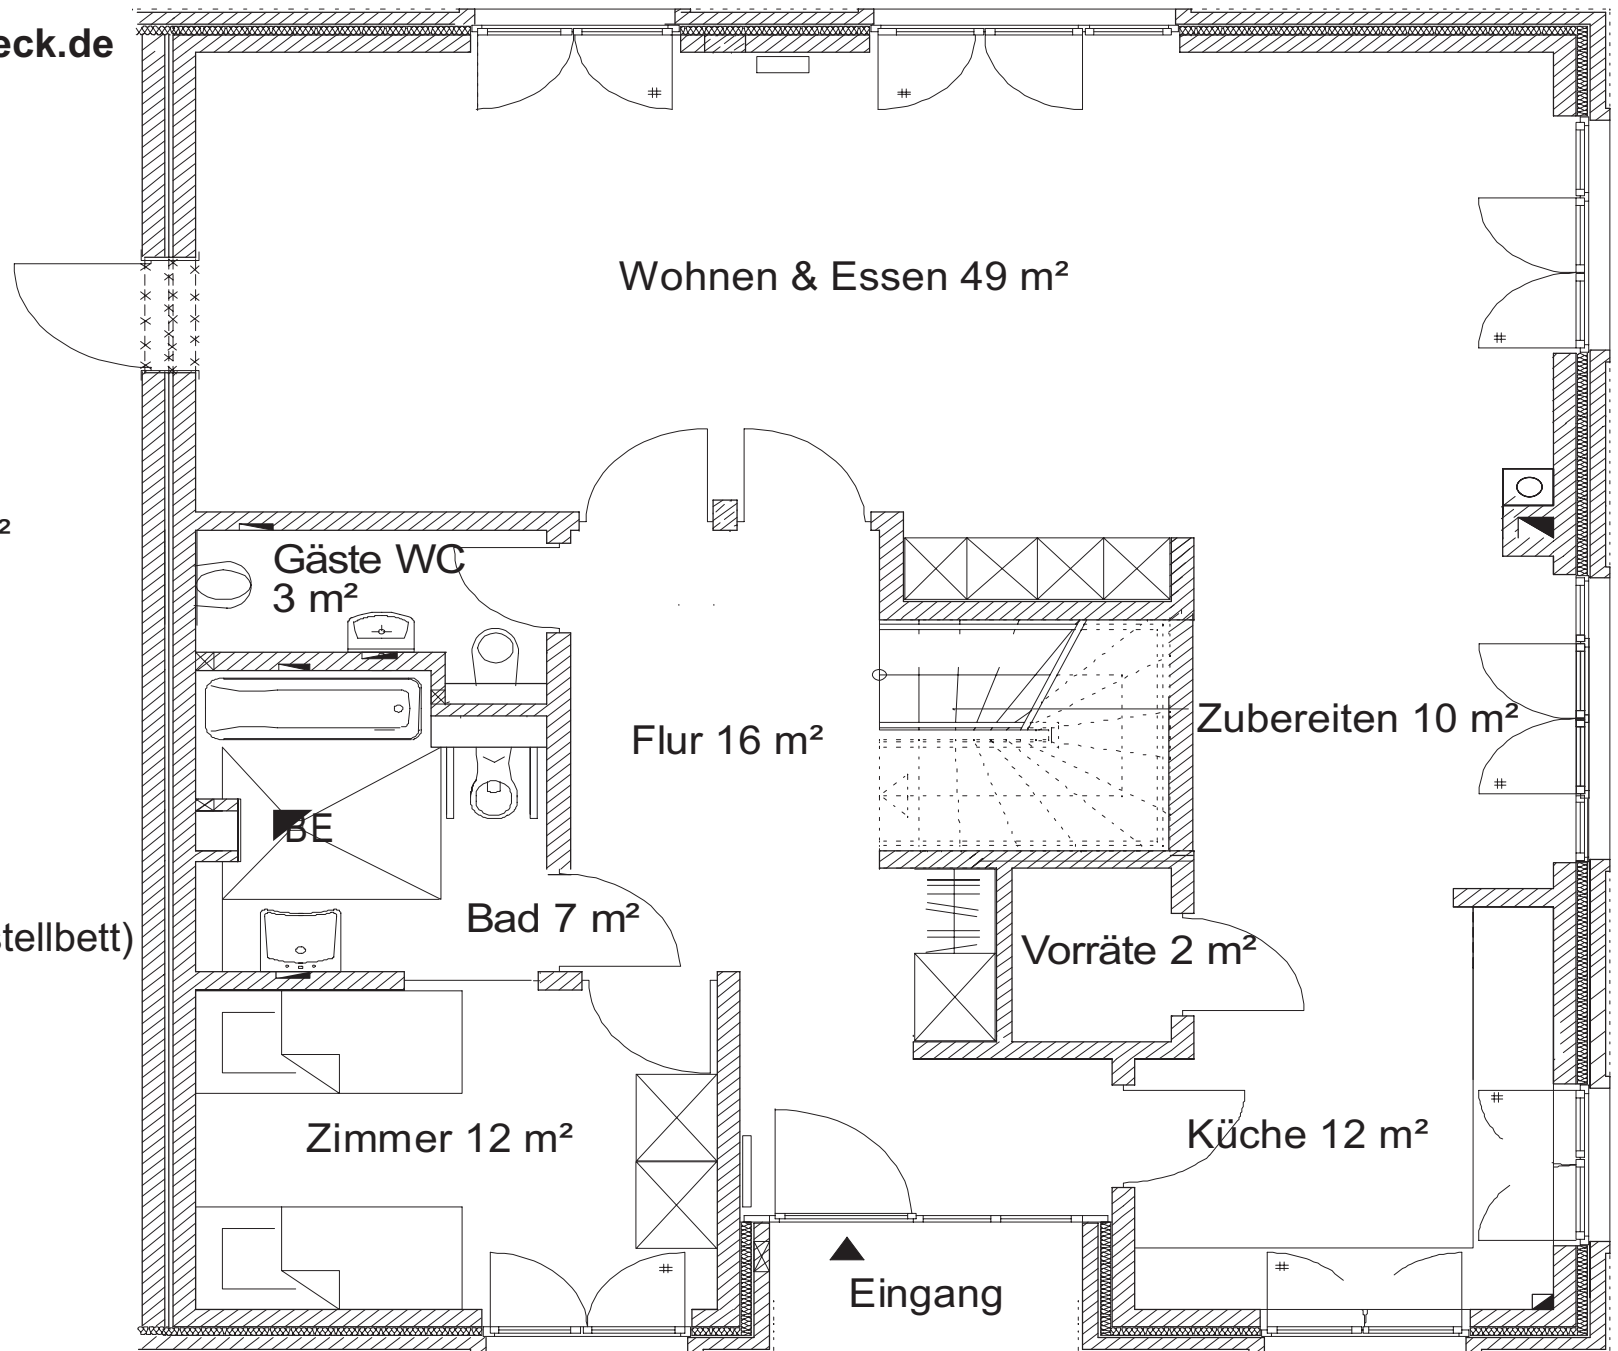 eck.de
Wohnen & Essen 49 m²
²
Gäste WC
3 m²
Flur 16 m²
Zubereiten 10 m²
BE
Bad 7 m²
stellbett)
Vorräte 2 m²
Zimmer 12 m²
Küche 12 m²
Eingang